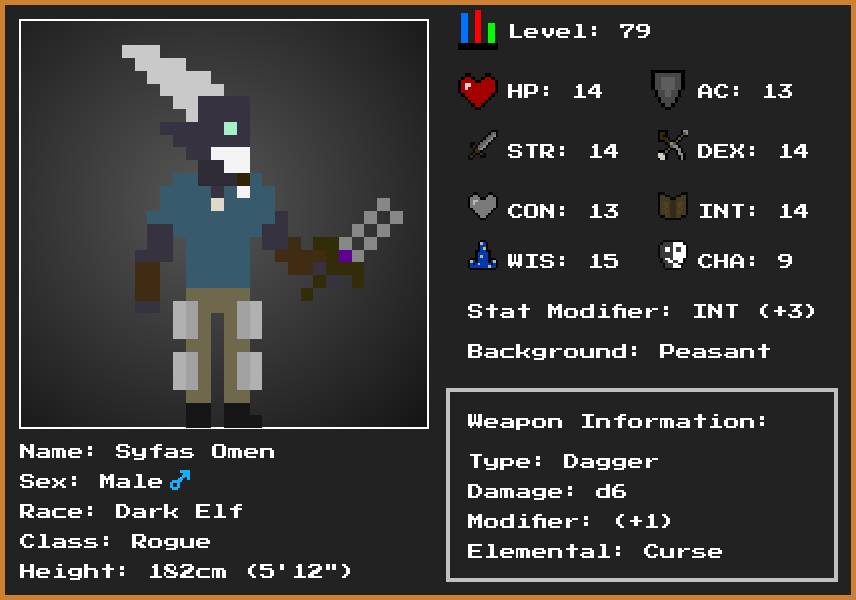 Level: 79
HP: 14
AC: 13
STR: 14
DEX: 14
CON: 13
INT: 14
WIS: 15
CHA: 9
Stat Modifier: INT (+3)
Background: Peasant
Weapon Information:
Type: Dagger
Damage: d6
Modifier: (+1)
Elemental: Curse
Name: Syfas Omen
Sex: Male♂
Race: Dark Elf
Class: Rogue
Height: 182cm (5'12")